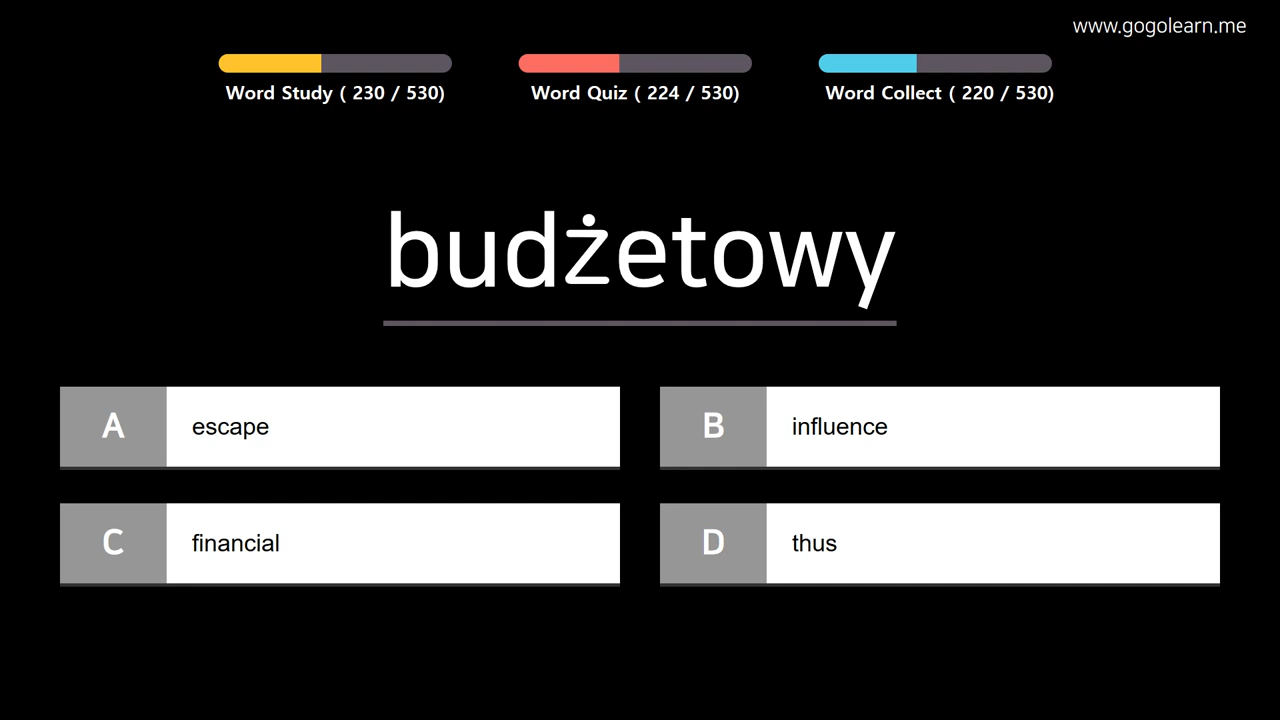 www.gogolearn.me
Word Study ( 230 / 530)
Word Quiz ( 224 / 530)
Word Collect ( 220 / 530)
budżetowy
A
escape
B
influence
C
financial
D
thus